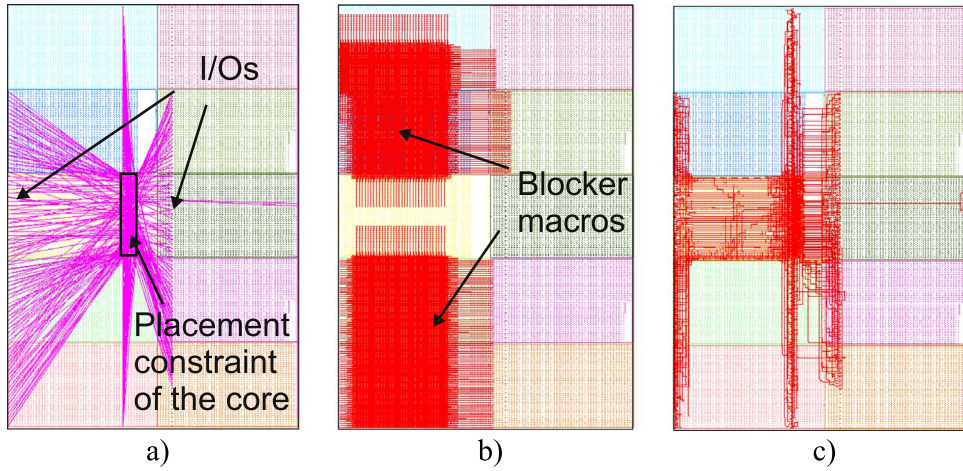 I/Os
Placement
constraint
of the core
Blocker
macros
a)
b)
c)